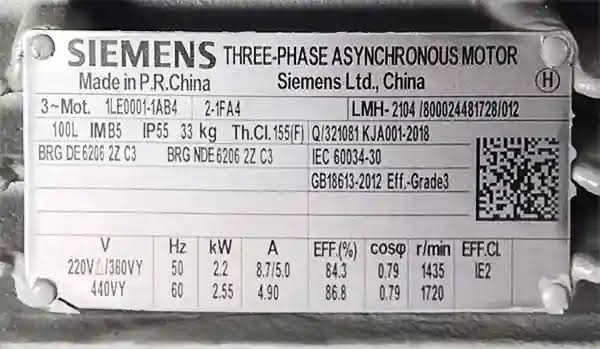 SIEMENS THREE-PHASE ASYNCHRONOUS MOTOR
Made in P.R.China Siemens Ltd., China
H
3~Mot. 1LE0001-1AB4 2-1FA4 LMH-2104 /800024481728/012
100L IMB5 IP55 33 kg Th.Cl.155(F) Q/321081 KJA001-2018
BRG DE 6206 2Z C3 BRG NDE 6206 2Z C3 IEC 60034-30
GB18613-2012 Eff.-Grade3
V Hz kW A EFF.(%) cosφ r/min EFF.CL
220V△/380VY 50 2.2 8.7/5.0 84.3 0.79 1435 IE2
440VY 60 2.55 4.90 86.8 0.79 1720